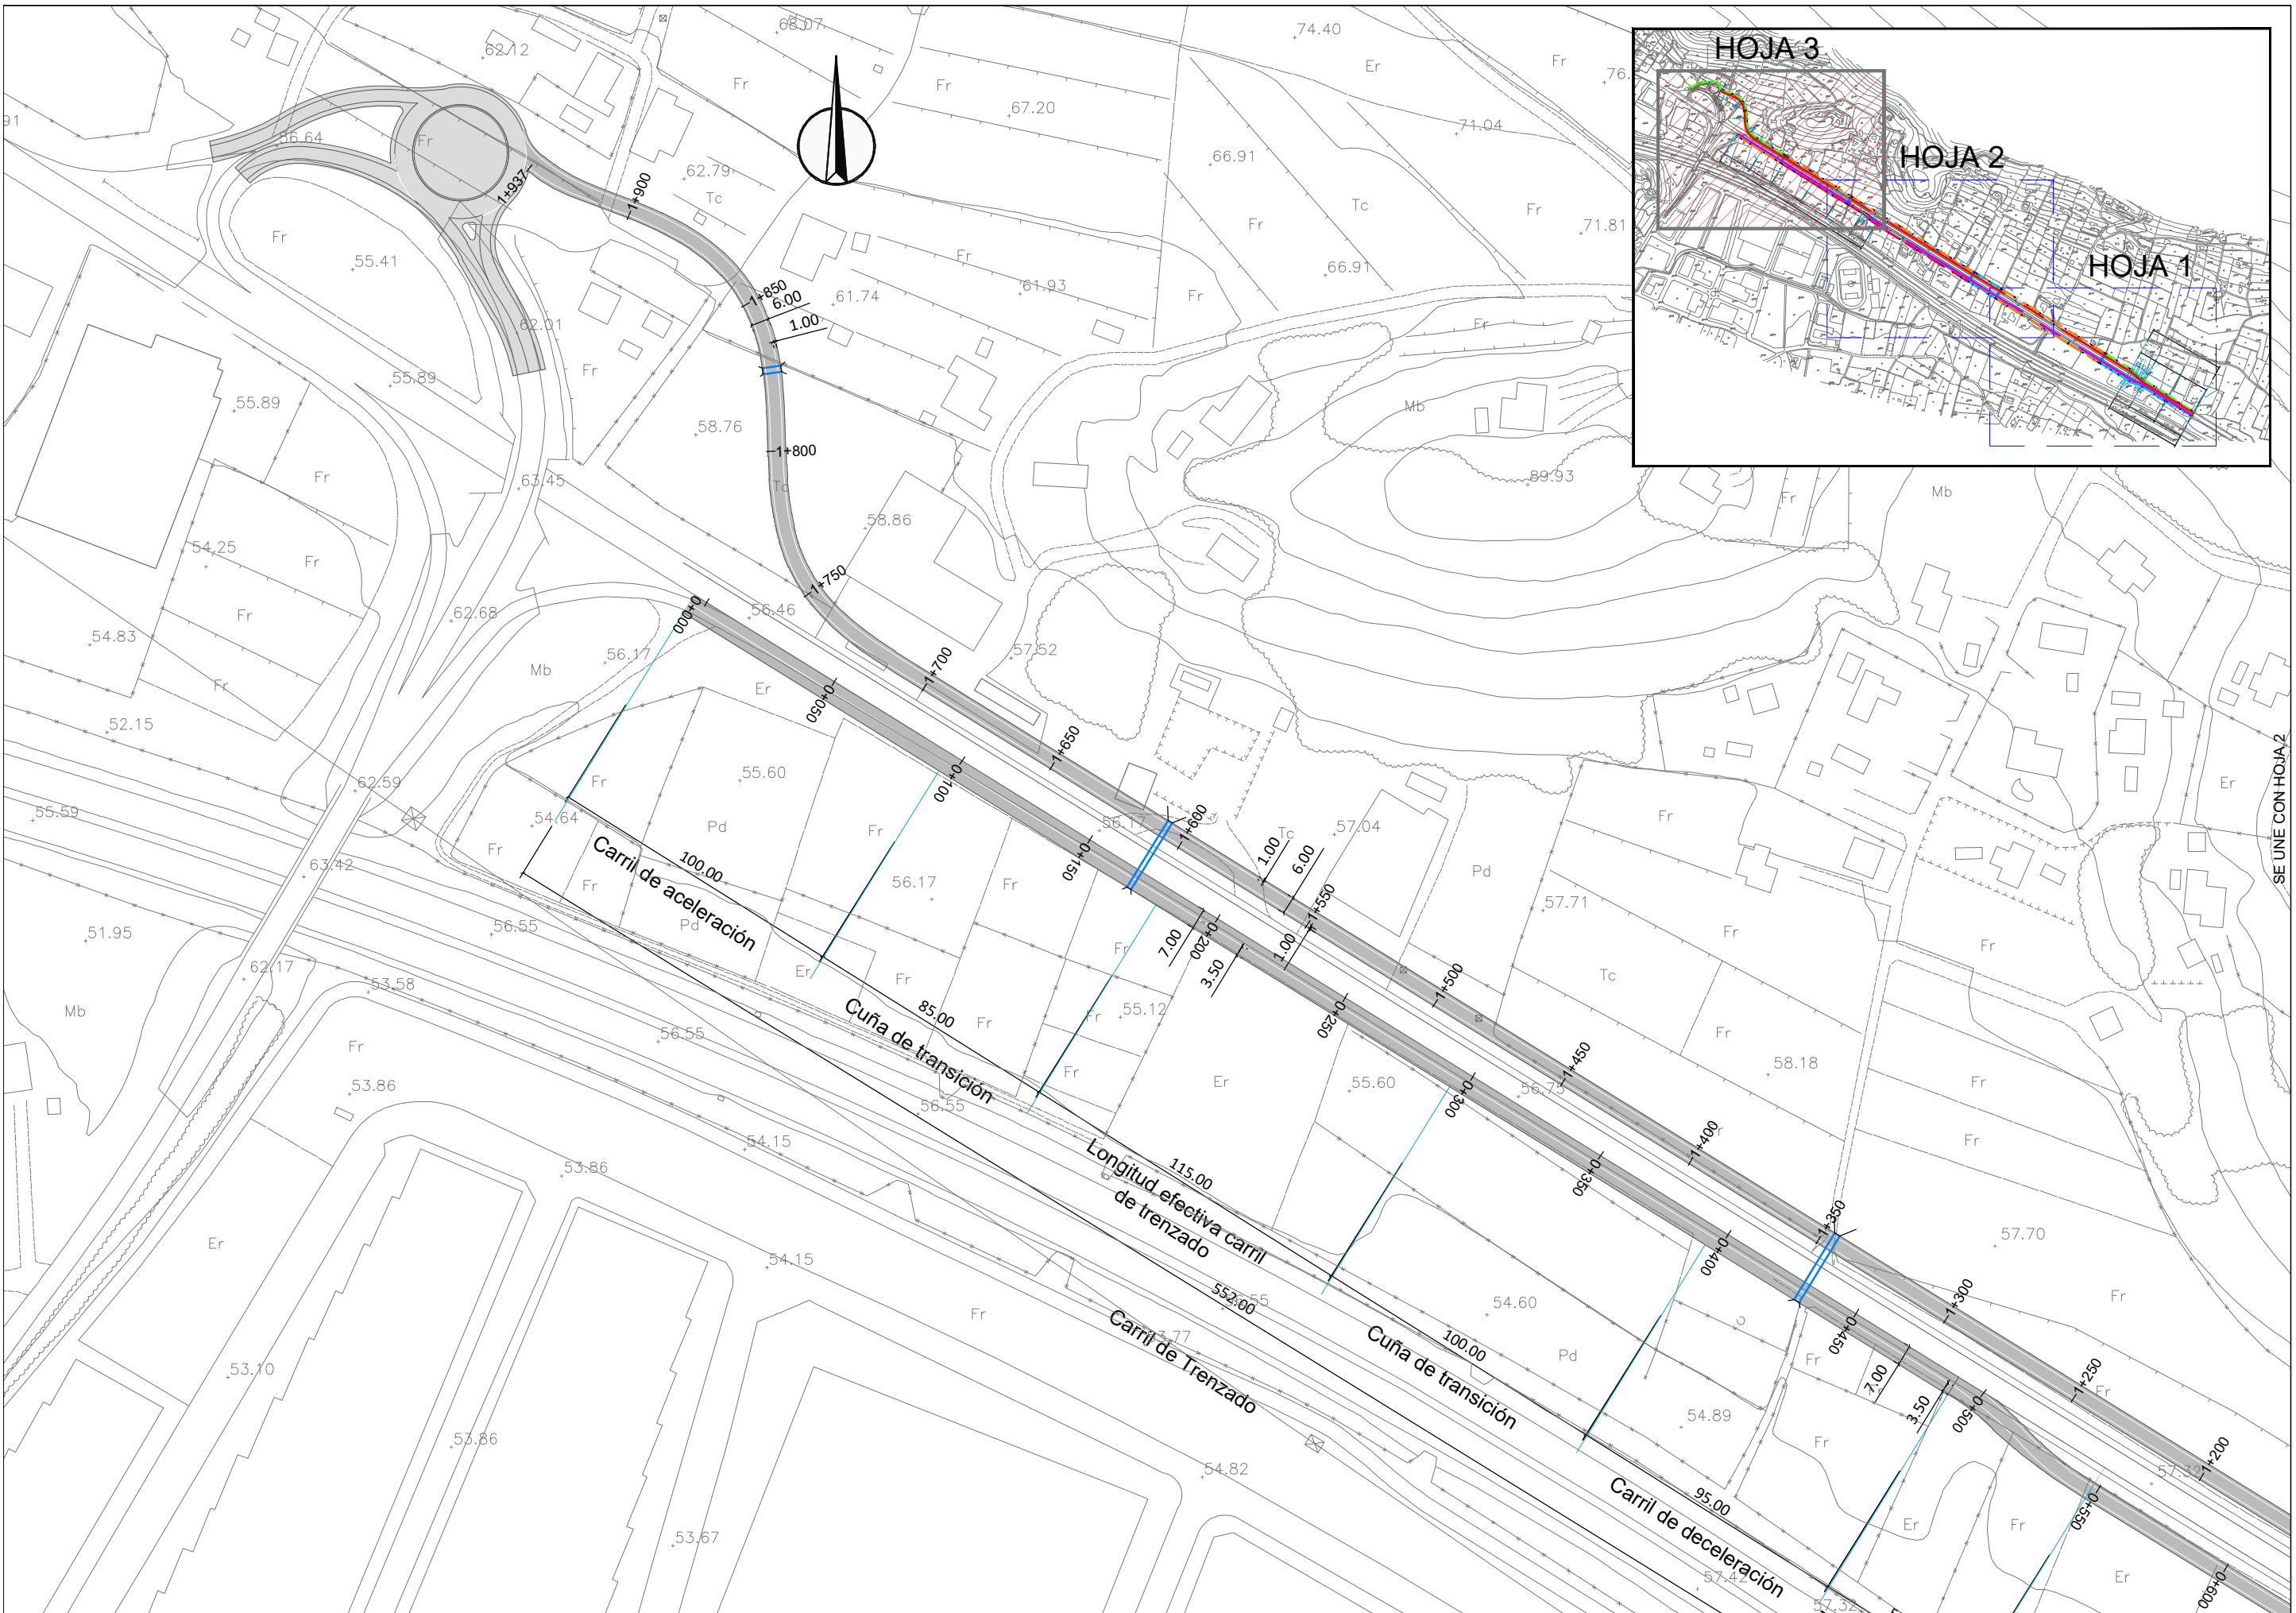 HOJA 3
HOJA 2
HOJA 1
68.07
74.40
62.12
Fr
Er
Fr
Fr
Fr
67.20
71.04
56.64
Fr
66.91
62.79
Tc
1+937
1+900
Tc
Fr
71.81
Fr
Fr
55.41
Fr
66.91
1+850
6.00
61.74
61.93
Fr
1.00
62.01
Fr
Fr
55.89
55.89
58.76
Mb
1+800
Fr
63.45
Tc
89.93
Fr
Mb
58.86
54.25
Fr
1+750
62.68
0+000
56.46
54.83
56.17
57.52
Mb
Er
1+700
Fr
0+050
52.15
1+650
SE UNE CON HOJA 2
62.59
Fr
55.60
0+100
Er
55.59
54.64
Pd
Fr
56.17
1+600
Tc
57.04
Fr
63.42
Fr
Carril de aceleración
100.00
0+150
1.00
6.00
Pd
Fr
56.17
Fr
57.71
1+550
51.95
56.55
Pd
7.00
0+200
1.00
Fr
Fr
62.17
Er
Fr
3.50
1+500
Tc
53.58
Mb
85.00
55.12
Fr
0+250
Fr
Cuña de transición
Fr
56.55
Fr
1+450
58.18
53.86
Fr
Er
55.60
0+300
56.75
Fr
56.55
1+400
54.15
Fr
53.86
Longitud efectiva carril
de trenzado
115.00
0+350
1+350
57.70
Er
54.15
0+400
552.00
54.60
1+300
Fr
Fr
Carril de Trenzado
Cuña de transición
100.00
0+450
Pd
Fr
53.10
7.00
1+250
Fr
3.50
0+500
54.89
53.86
Fr
1+200
54.82
57.32
Carril de deceleración
95.00
0+550
Er
Fr
53.67
57.42
Er
0+600
57.32